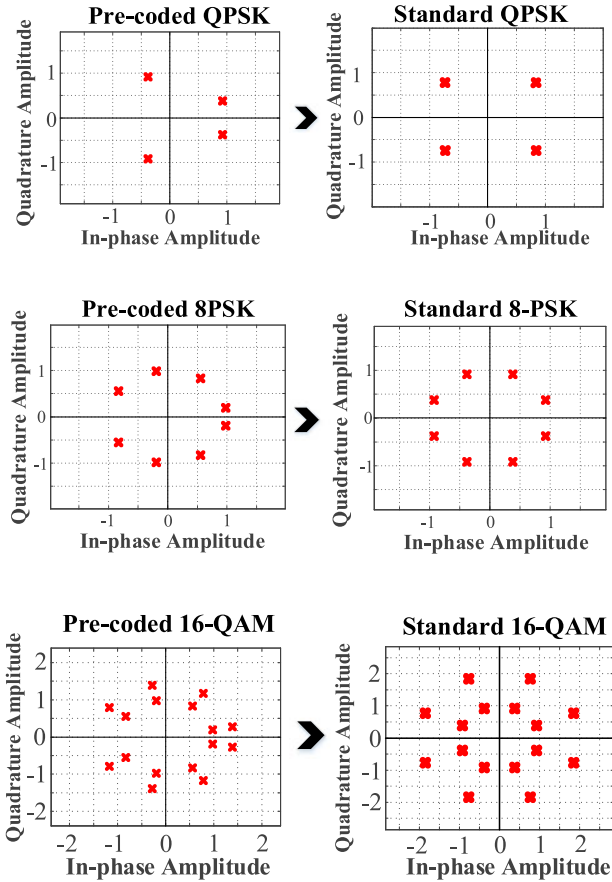 Pre-coded QPSK
Standard QPSK
Quadrature Amplitude
1
0
-1
-1
0
1
In-phase Amplitude
Quadrature Amplitude
1
0
-1
-1
0
1
In-phase Amplitude
Pre-coded 8PSK
Standard 8-PSK
Quadrature Amplitude
1
0
-1
-1
0
1
In-phase Amplitude
Quadrature Amplitude
1
0
-1
-1
0
1
In-phase Amplitude
Pre-coded 16-QAM
Standard 16-QAM
Quadrature Amplitude
2
1
0
-1
-2
-2
-1
0
1
2
In-phase Amplitude
Quadrature Amplitude
2
1
0
-1
-2
-2
-1
0
1
2
In-phase Amplitude